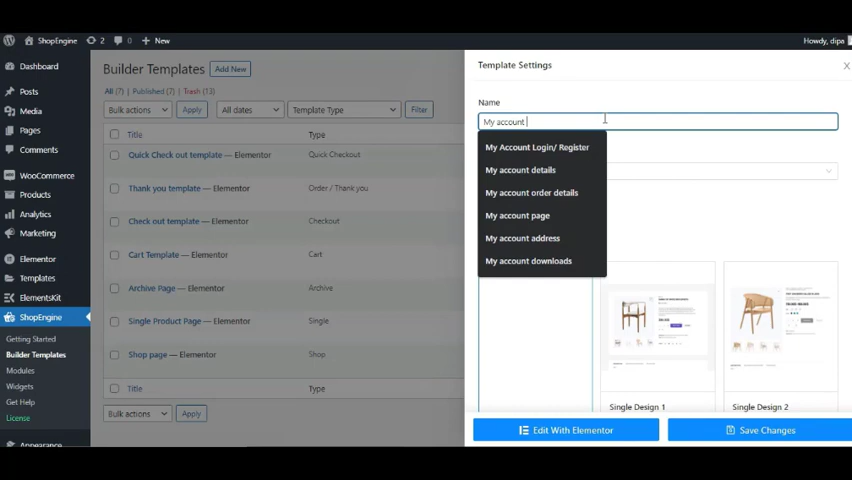 ShopEngine 2 0 New Howdy, dipa
Dashboard
Posts
Media
Pages
Comments
WooCommerce
Products
Analytics
Marketing
Elementor
Templates
ElementsKit
ShopEngine
Getting Started
Builder Templates
Modules
Widgets
Get Help
License
Appearance
Builder Templates Add New
All (7) | Published (7) | Trash (13)
Bulk actions Apply All dates Template Type Filter
Title Type
Quick Check out template — Elementor Quick Checkout
Thank you template — Elementor Order / Thank you
Check out template — Elementor Checkout
Cart Template — Elementor Cart
Archive Page — Elementor Archive
Single Product Page — Elementor Single
Shop page — Elementor Shop
Title Type
Bulk actions Apply
Template Settings
Name
My account
My Account Login/ Register
My account details
My account order details
My account page
My account address
My account downloads
Single Design 1 Single Design 2
Edit With Elementor Save Changes